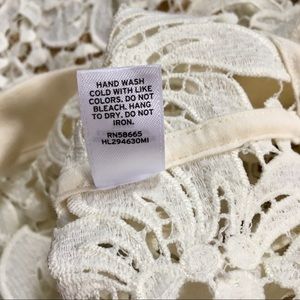 HAND WASH
COLD WITH LIKE
COLORS. DO NOT
BLEACH. HANG
TO DRY. DO NOT
IRON.
RN58665
HL294630MI